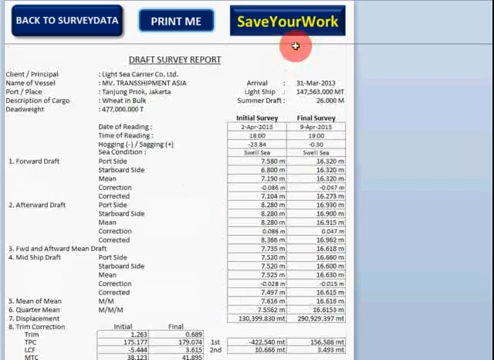 BACK TO SURVEYDATA PRINT ME SaveYourWork
DRAFT SURVEY REPORT
Client / Principal : Light Sea Carrier Co, Ltd.
Name of Vessel : MV, TRANSSHIPMENT ASIA Arrival : 31-Mar-2013
Port / Place : Tanjung Priok, Jakarta Light Ship : 147,563.000 MT
Description of Cargo : Wheat in Bulk Summer Draft : 26.000 M
Deadweight : 477,000.000 T
Initial Survey Final Survey
Date of Reading : 2-Apr-2013 9-Apr-2013
Time of Reading : 18:00 19:00
Hogging (-) / Sagging (+) -23.84 -0.30
Sea Condition : Swell Sea Swell Sea
1. Forward Draft Port Side 7.580 m 16.320 m
Starboard Side 6.800 m 16.320 m
Mean 7.190 m 16.320 m
Correction -0.086 m -0.047 m
Corrected 7.104 m 16.273 m
2. Afterward Draft Port Side 8.280 m 16.930 m
Starboard Side 8.280 m 16.900 m
Mean 8.280 m 16.915 m
Correction 0.086 m 0.047 m
Corrected 8.366 m 16.962 m
3. Fwd and Aftward Mean Draft 7.735 m 16.618 m
4. Mid Ship Draft Port Side 7.520 m 16.660 m
Starboard Side 7.520 m 16.600 m
Mean 7.525 m 16.630 m
Correction -0.028 m -0.015 m
Corrected 7.497 m 16.615 m
5. Mean of Mean M/M 7.616 m 16.616 m
6. Quarter Mean M/M/M 7.5562 m 16.6153 m
7. Displacement 130,399.830 mt 290,929.397 mt
8. Trim Correction Initial Final
Trim 1.263 0.689
TPC 175.177 179.074 1st -422.540 mt 156.586 mt
LCF -5.444 3.615 2nd 10.666 mt 3.493 mt
MTC 38.123 41.895